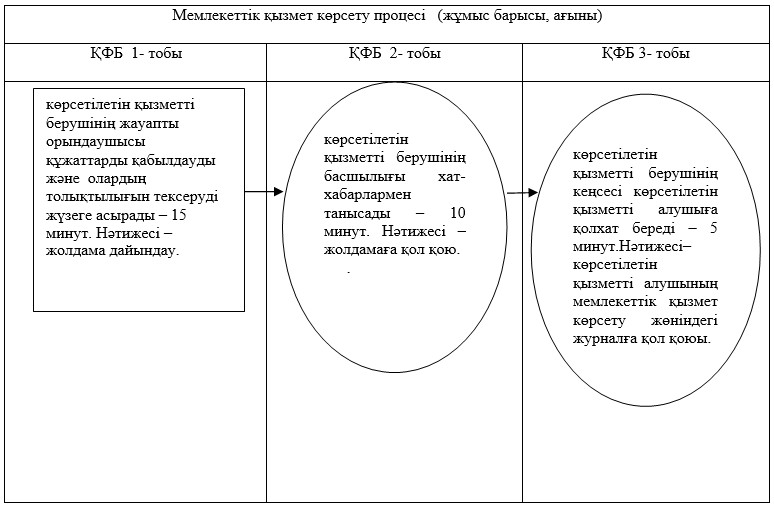 Мемлекеттік қызмет көрсету процесі (жұмыс барысы, ағыны)
ҚФБ 1- тобы
ҚФБ 2- тобы
ҚФБ 3- тобы
көрсетілетін қызметті
берушінің жауапты
орындаушысы
құжаттарды қабылдауды
және олардың
толықтылығын тексеруді
жүзеге асырады – 15
минут. Нәтижесі –
жолдама дайындау.
көрсетілетін
қызметті берушінің
басшылығы хат-
хабарлармен
танысады – 10
минут. Нәтижесі –
жолдамаға қол қою.
.
көрсетілетін
қызметті берушінің
кеңсесі көрсетілетін
қызметті алушыға
қолхат береді – 5
минут.Нәтижесі–
көрсетілетін
қызметті алушының
мемлекеттік қызмет
көрсету жөніндегі
журналға қол қоюы.